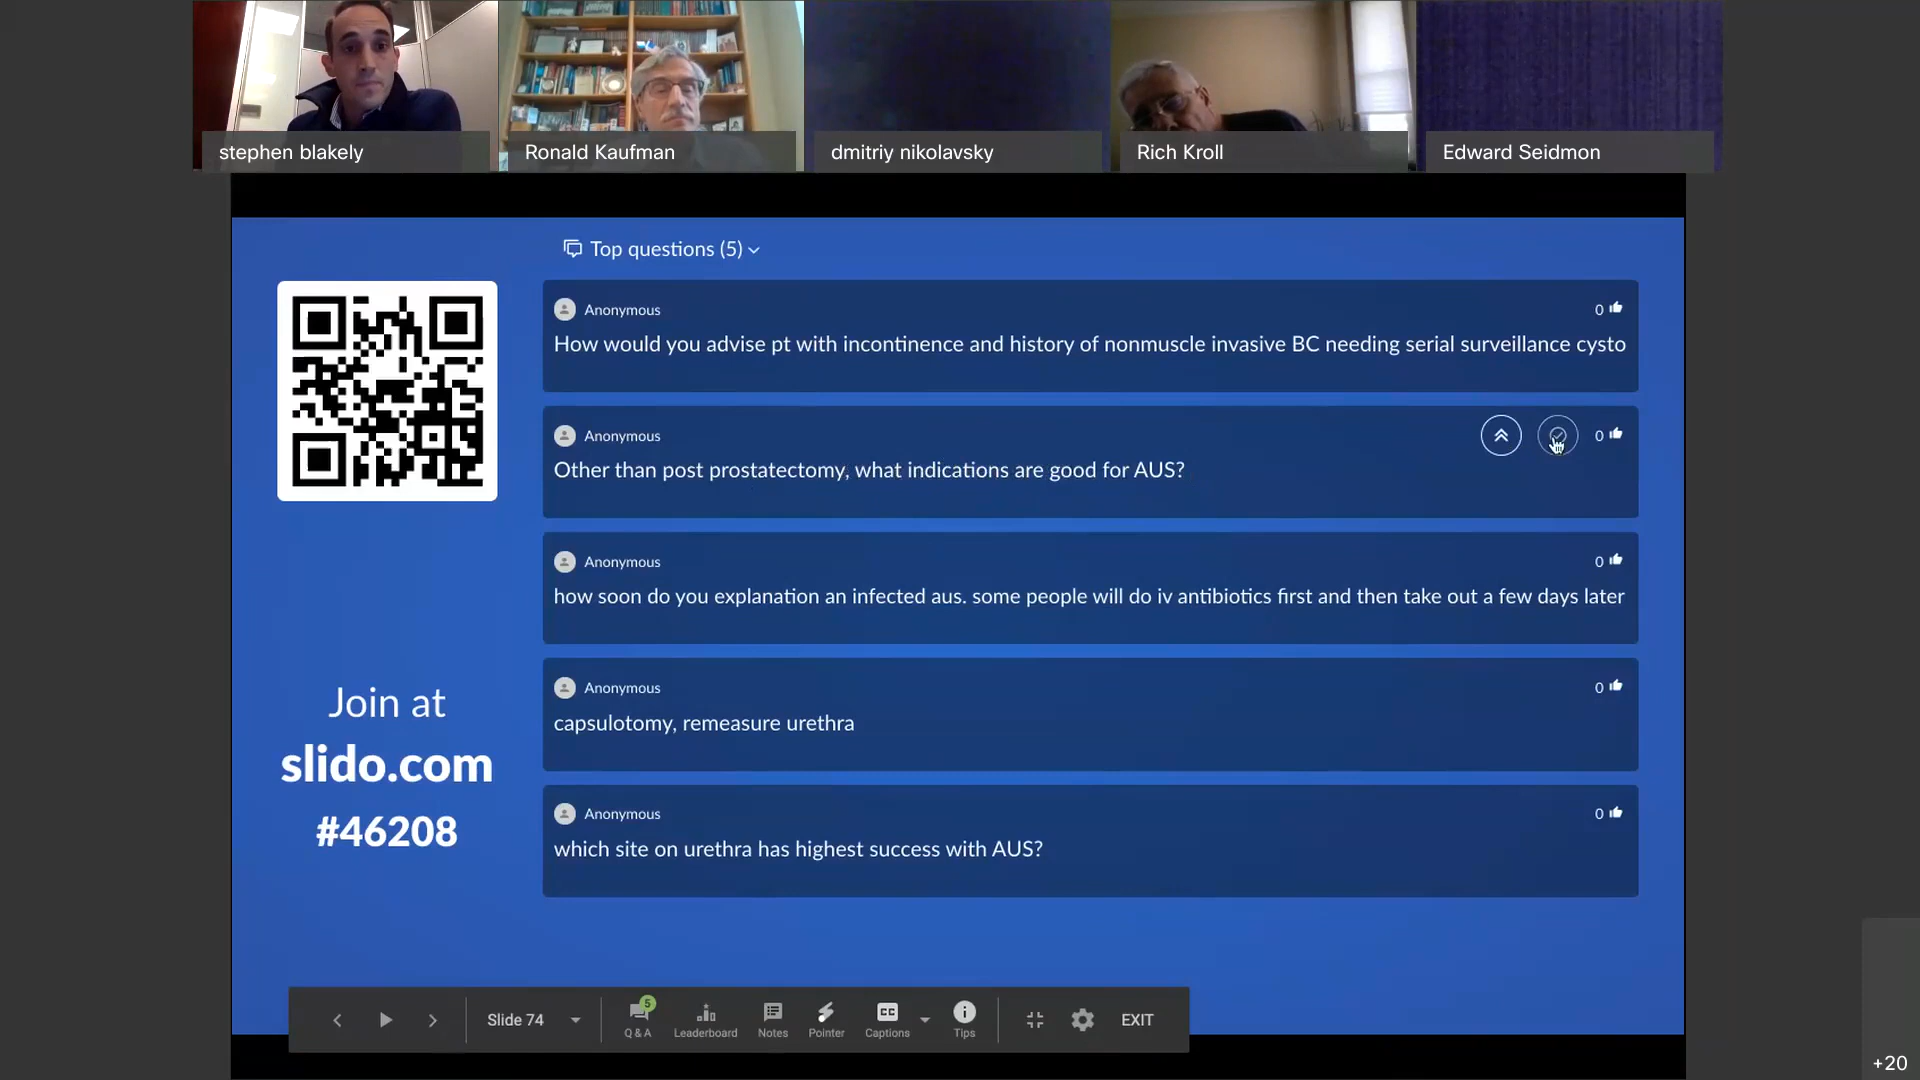 stephen blakely
Ronald Kaufman
dmitriy nikolavsky
Rich Kroll
Edward Seidmon
Top questions (5)
Anonymous
0
How would you advise pt with incontinence and history of nonmuscle invasive BC needing serial surveillance cysto
Anonymous
0
Other than post prostatectomy, what indications are good for AUS?
Anonymous
0
how soon do you explanation an infected aus. some people will do iv antibiotics first and then take out a few days later
Anonymous
0
capsulotomy, remeasure urethra
Anonymous
0
which site on urethra has highest success with AUS?
Join at
slido.com
#46208
Slide 74
5
Q & A
Leaderboard
Notes
Pointer
CC
Captions
Tips
EXIT
+20